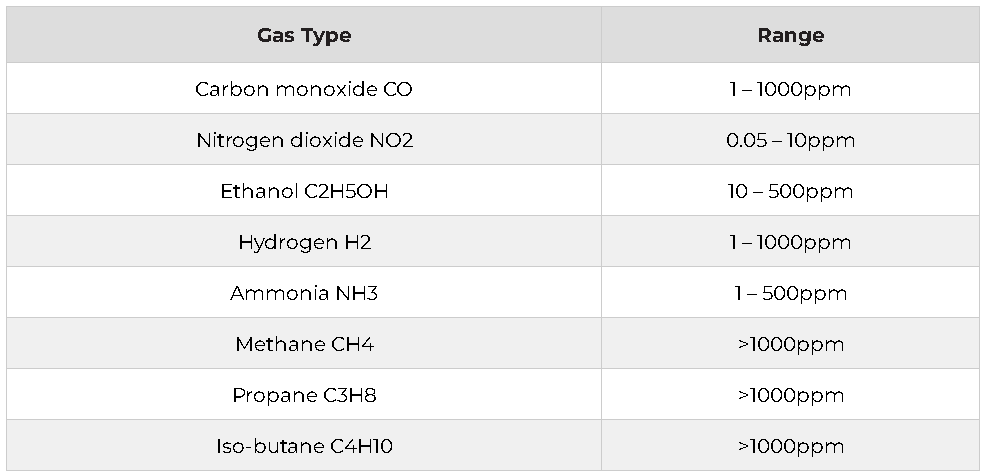 Gas Type Range
Carbon monoxide CO 1 – 1000ppm
Nitrogen dioxide NO2 0.05 – 10ppm
Ethanol C2H5OH 10 – 500ppm
Hydrogen H2 1 – 1000ppm
Ammonia NH3 1 – 500ppm
Methane CH4 >1000ppm
Propane C3H8 >1000ppm
Iso-butane C4H10 >1000ppm